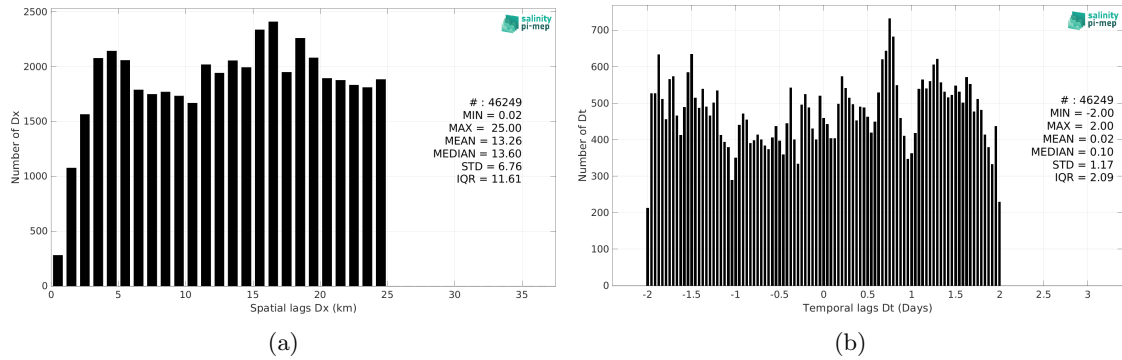 2500
2000
1500
1000
500
0
Number of Dx
0 5 10 15 20 25 30 35
Spatial lags Dx (km)
salinity
pi-mep
# : 46249
MIN = 0.02
MAX = 25.00
MEAN = 13.26
MEDIAN = 13.60
STD = 6.76
IQR = 11.61
(a)
700
600
500
400
300
200
100
0
Number of Dt
-2 -1.5 -1 -0.5 0 0.5 1 1.5 2 2.5 3
Temporal lags Dt (Days)
salinity
pi-mep
# : 46249
MIN = -2.00
MAX = 2.00
MEAN = 0.02
MEDIAN = 0.10
STD = 1.17
IQR = 2.09
(b)